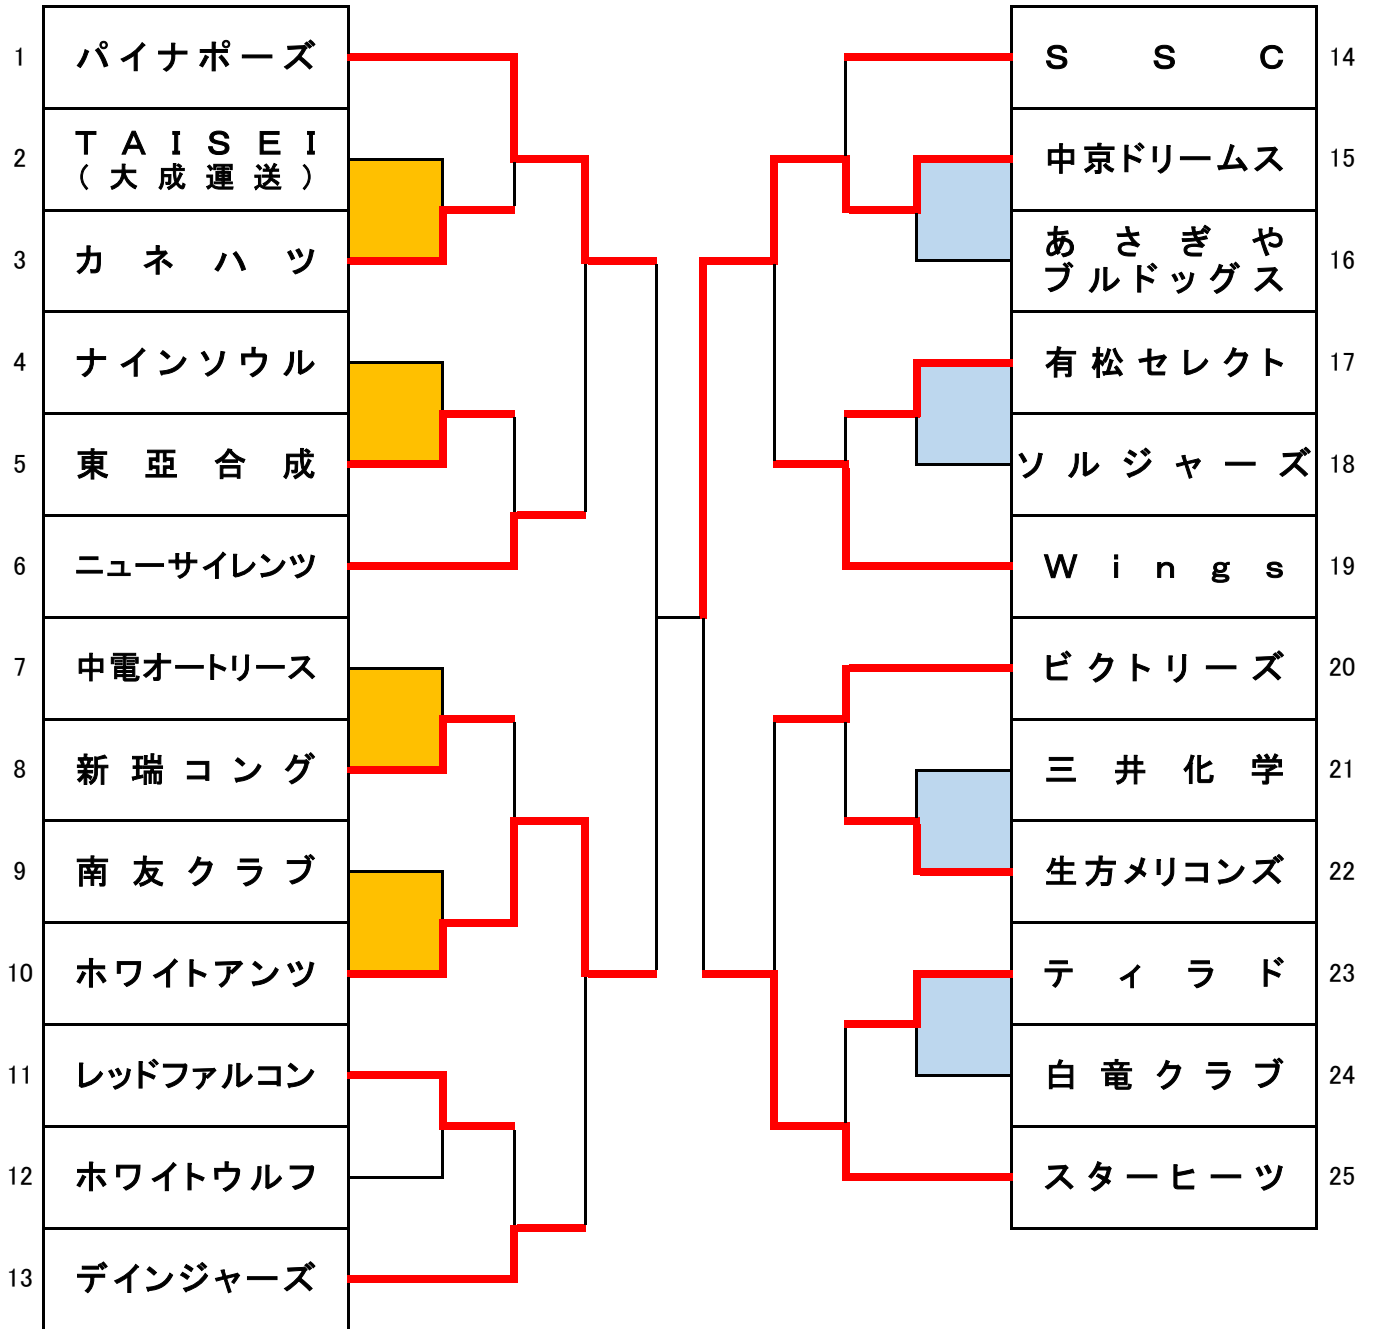 1 パイナポーズ
2 ＴＡＩＳＥＩ
（大成運送）
3 カネハツ
4 ナインソウル
5 東亞合成
6 ニューサイレンツ
7 中電オートリース
8 新瑞コング
9 南友クラブ
10 ホワイトアンツ
11 レッドファルコン
12 ホワイトウルフ
13 デインジャーズ
ＳＳＣ 14
中京ドリームス 15
あさぎや
ブルドッグス 16
有松セレクト 17
ソルジャーズ 18
Ｗｉｎｇｓ 19
ビクトリーズ 20
三井化学 21
生方メリコンズ 22
ティラド 23
白竜クラブ 24
スターヒーツ 25